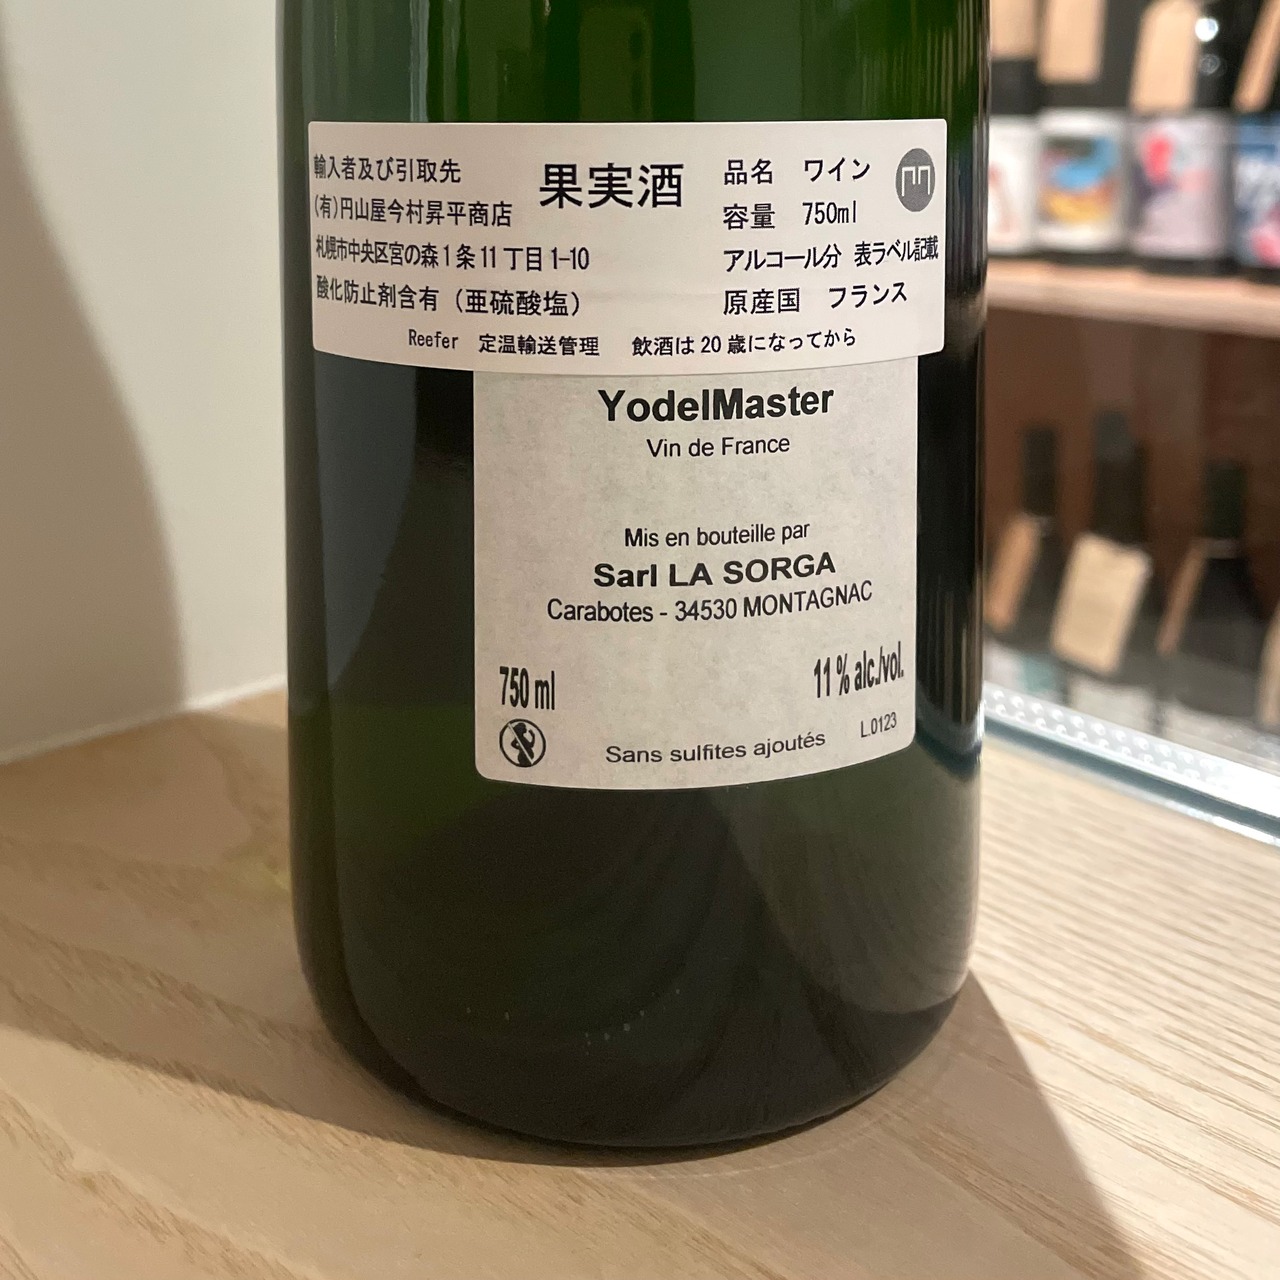 輸入者及び引取先
(有)円山屋今村昇平商店
札幌市中央区宮の森1条11丁目1-10
酸化防止剤含有（亜硫酸塩）
果実酒
品名 ワイン
容量 750ml
アルコール分 表ラベル記載
原産国 フランス
Reefer 定温輸送管理 飲酒は20歳になってから
YodelMaster
Vin de France
Mis en bouteille par
Sarl LA SORGA
Carabotes - 34530 MONTAGNAC
750 ml
11 % alc./vol.
Sans sulfites ajoutés
L.0123